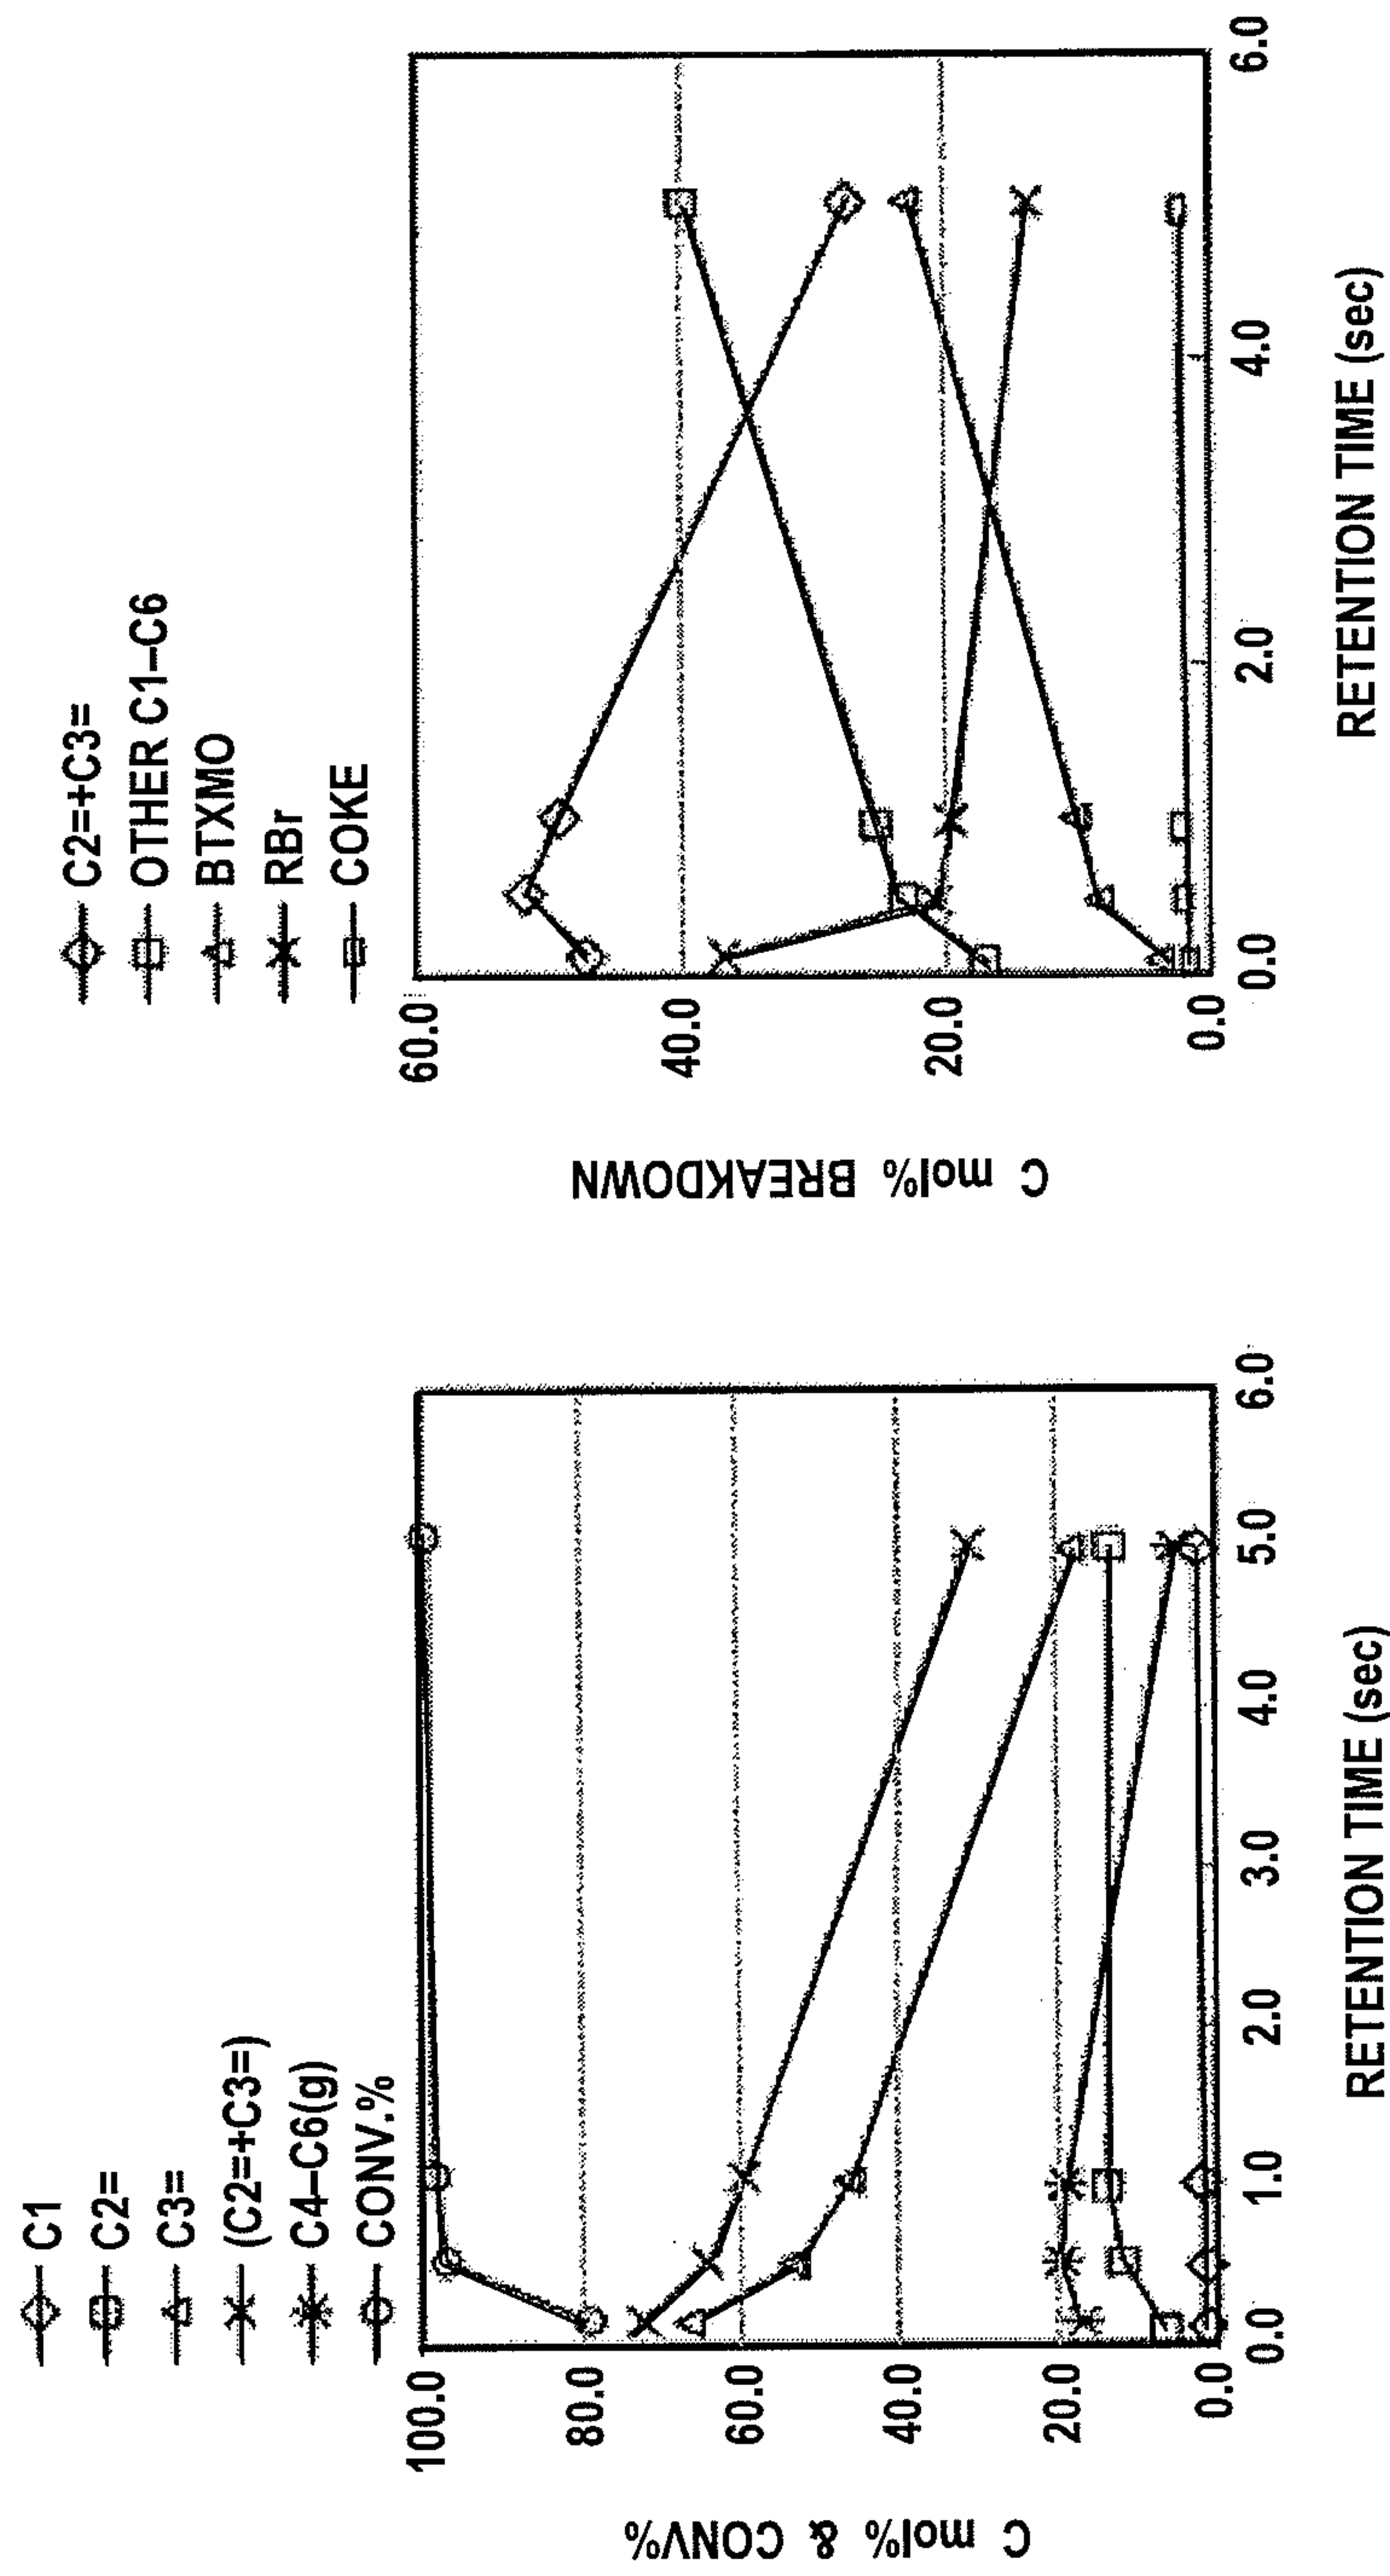 C1
C2=
C3=
(C2=+C3=)
C4–C6(g)
CONV.%
100.0
80.0
60.0
40.0
20.0
0.0
C mol% & CONV%
0.0
1.0
2.0
3.0
4.0
5.0
6.0
RETENTION TIME (sec)
C2=+C3=
OTHER C1–C6
BTXMO
RBr
COKE
60.0
40.0
20.0
0.0
C mol% BREAKDOWN
0.0
2.0
4.0
6.0
RETENTION TIME (sec)